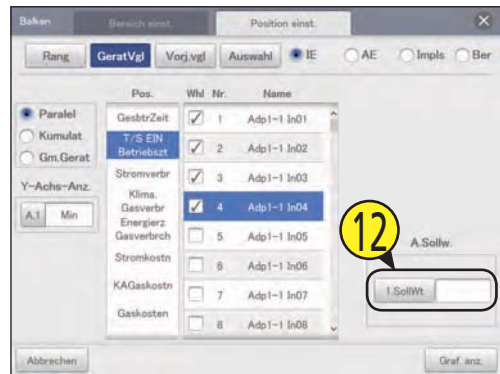 Balken
Bereich einst.
Position einst.
Rang
GerätVgl
Vorj.vgl
Auswahl
IE
AE
Impls
Ber
Paralel
Kumulat
Gm.Gerat
Y-Achs-Anz.
A.1
Min
Pos.
GesbtrZeit
T/S EIN
Betriebszt
Stromverbr
Klima.
Gasverbr
Energierz
Gasverbrch
Stromkostn
KAGaskostn
Gaskosten
Whl Nr. Name
1 Adp1-1 In01
2 Adp1-1 In02
3 Adp1-1 In03
4 Adp1-1 In04
5 Adp1-1 In05
6 Adp1-1 In06
7 Adp1-1 In07
8 Adp1-1 In08
12
A.Sollw.
1.SollWt.
Abbrechen
Graf. anz.